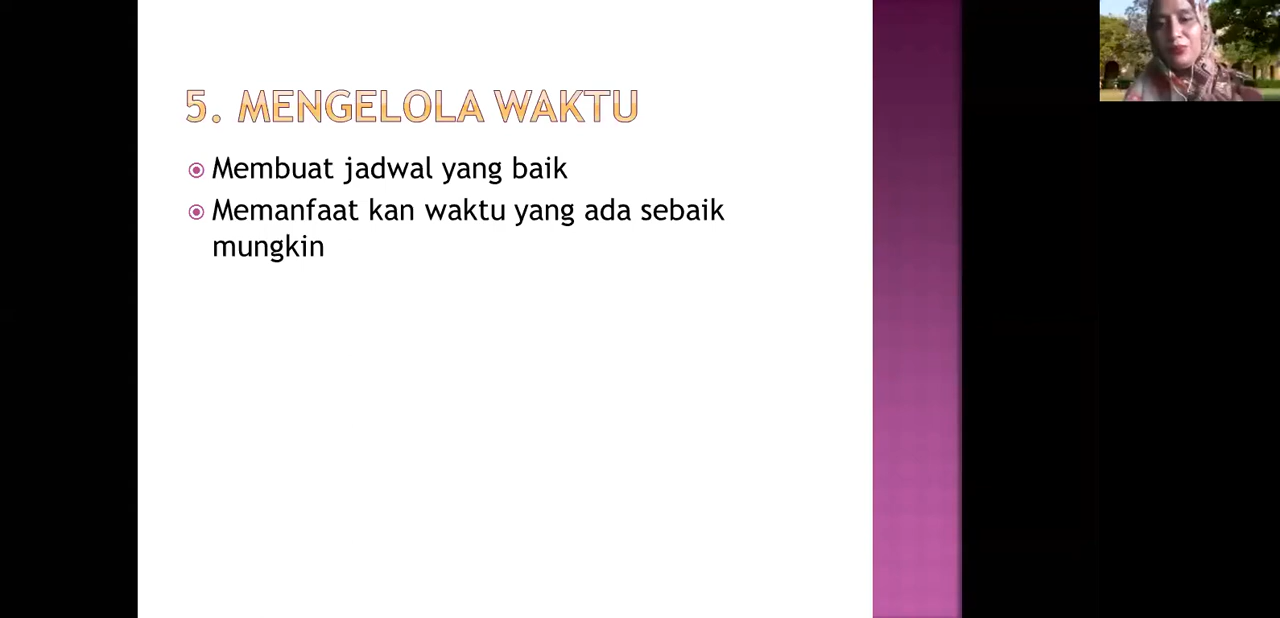 5. MENGELOLA WAKTU
Membuat jadwal yang baik
Memanfaat kan waktu yang ada sebaik
mungkin